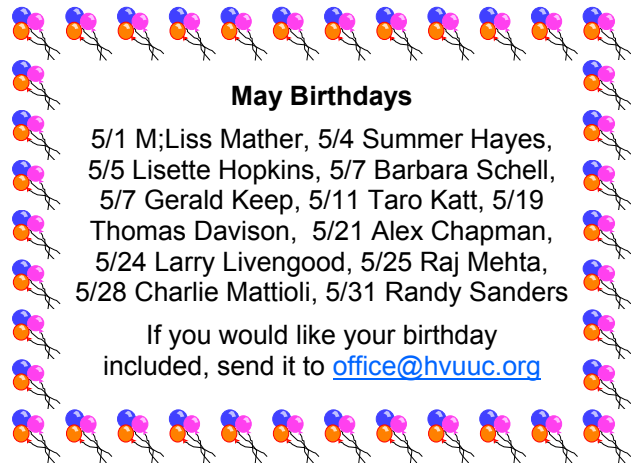 May Birthdays
5/1 M;Liss Mather, 5/4 Summer Hayes,
5/5 Lisette Hopkins, 5/7 Barbara Schell,
5/7 Gerald Keep, 5/11 Taro Katt, 5/19
Thomas Davison,  5/21 Alex Chapman,
5/24 Larry Livengood, 5/25 Raj Mehta,
5/28 Charlie Mattioli, 5/31 Randy Sanders
If you would like your birthday
included, send it to office@hvuuc.org